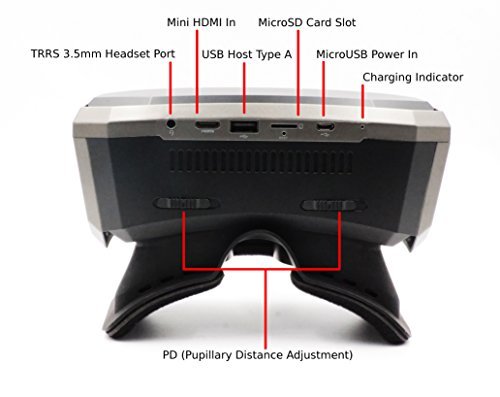 Mini HDMI In
MicroSD Card Slot
TRRS 3.5mm Headset Port
USB Host Type A
MicroUSB Power In
Charging Indicator
PD (Pupillary Distance Adjustment)